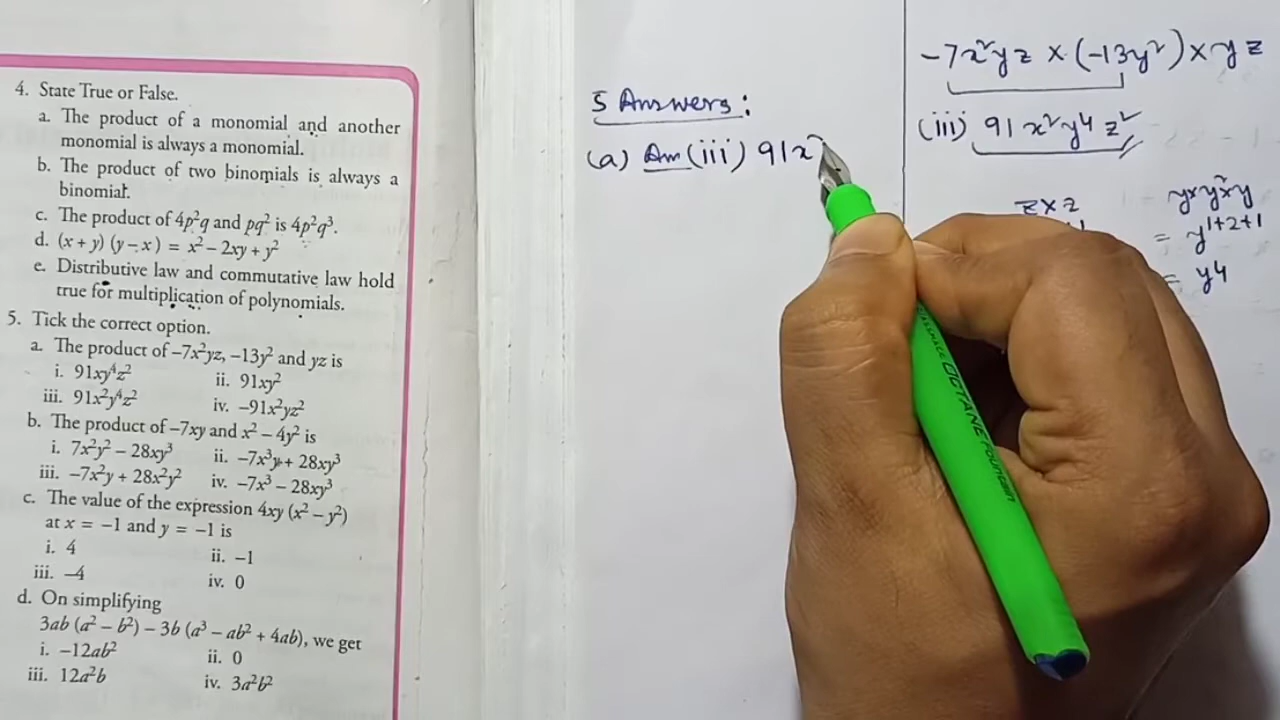 4. State True or False.
a. The product of a monomial and another
monomial is always a monomial.
b. The product of two binomials is always a
binomial.
c. The product of 4p²q and pq² is 4p²q³.
d. (x + y) (y – x) = x² – 2xy + y²
e. Distributive law and commutative law hold
true for multiplication of polynomials.
5. Tick the correct option.
a. The product of –7x²yz, –13y² and yz is
i. 91xy⁴z² ii. 91xy²
iii. 91x²y⁴z² iv. –91x²yz²
b. The product of –7xy and x² – 4y² is
i. 7x²y² – 28xy³ ii. –7x³y + 28xy³
iii. –7x²y + 28x²y² iv. –7x³ – 28xy³
c. The value of the expression 4xy (x² – y²)
at x = –1 and y = –1 is
i. 4 ii. –1
iii. –4 iv. 0
d. On simplifying
3ab (a² – b²) – 3b (a³ – ab² + 4ab), we get
i. –12ab² ii. 0
iii. 12a²b iv. 3a²b²
5 Answers:
(a) Ans (iii) 91x²
-7x²yz × (-13y²) × yz
(iii) 91x²y⁴z²
z×z
y×y²×y
= y¹⁺²⁺¹
= y⁴
OCTANE FOUNTAIN